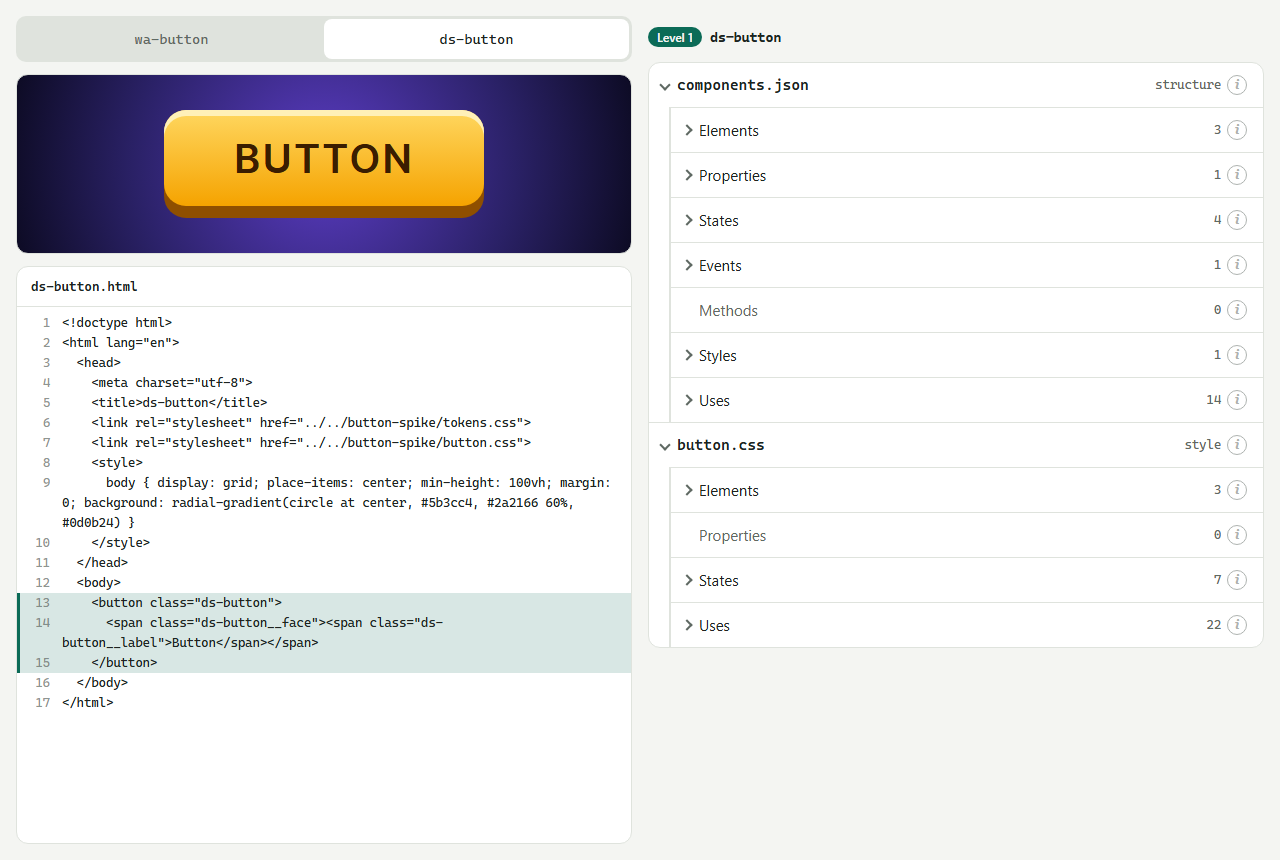 wa-button
ds-button
BUTTON
ds-button.html
1 <!doctype html>
2 <html lang="en">
3 <head>
4 <meta charset="utf-8">
5 <title>ds-button</title>
6 <link rel="stylesheet" href="../../button-spike/tokens.css">
7 <link rel="stylesheet" href="../../button-spike/button.css">
8 <style>
9 body { display: grid; place-items: center; min-height: 100vh; margin:
0; background: radial-gradient(circle at center, #5b3cc4, #2a2166 60%,
#0d0b24) }
10 </style>
11 </head>
12 <body>
13 <button class="ds-button">
14 <span class="ds-button__face"><span class="ds-
button__label">Button</span></span>
15 </button>
16 </body>
17 </html>
Level 1 ds-button
components.json structure i
Elements 3 i
Properties 1 i
States 4 i
Events 1 i
Methods 0 i
Styles 1 i
Uses 14 i
button.css style i
Elements 3 i
Properties 0 i
States 7 i
Uses 22 i